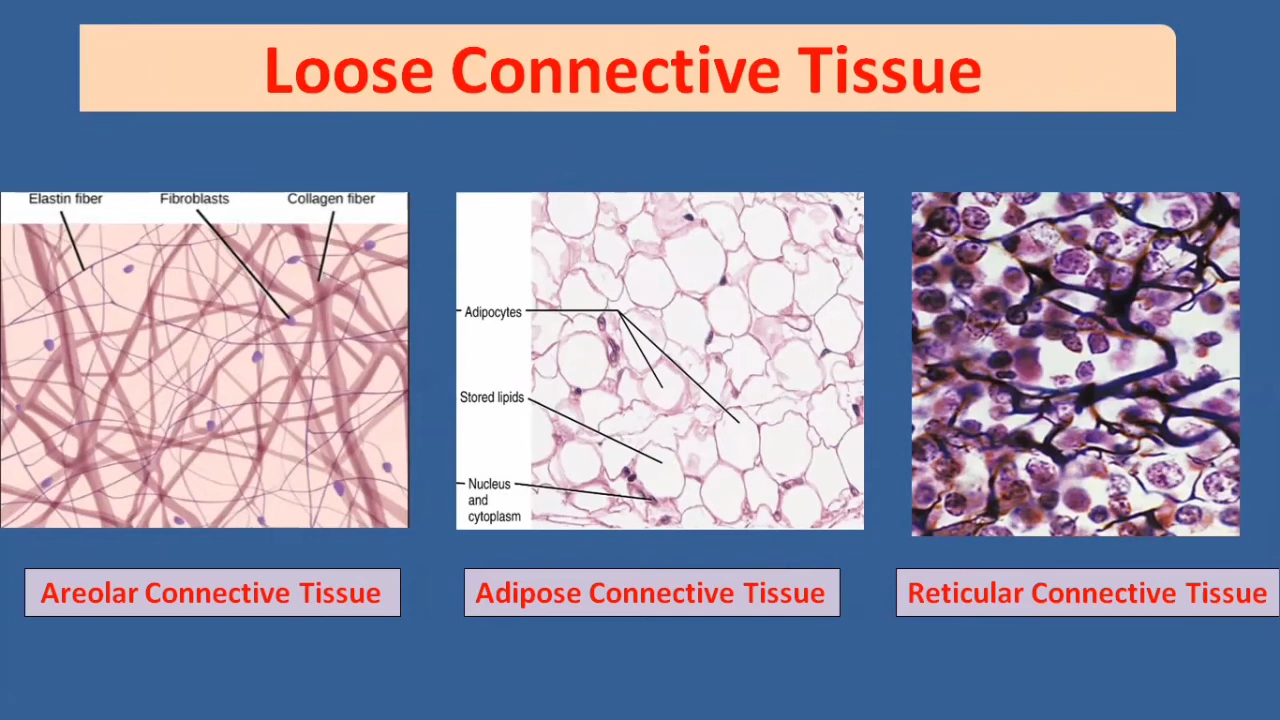 Loose Connective Tissue
Elastin fiber
Fibroblasts
Collagen fiber
Adipocytes
Stored lipids
Nucleus
and
cytoplasm
Areolar Connective Tissue
Adipose Connective Tissue
Reticular Connective Tissue